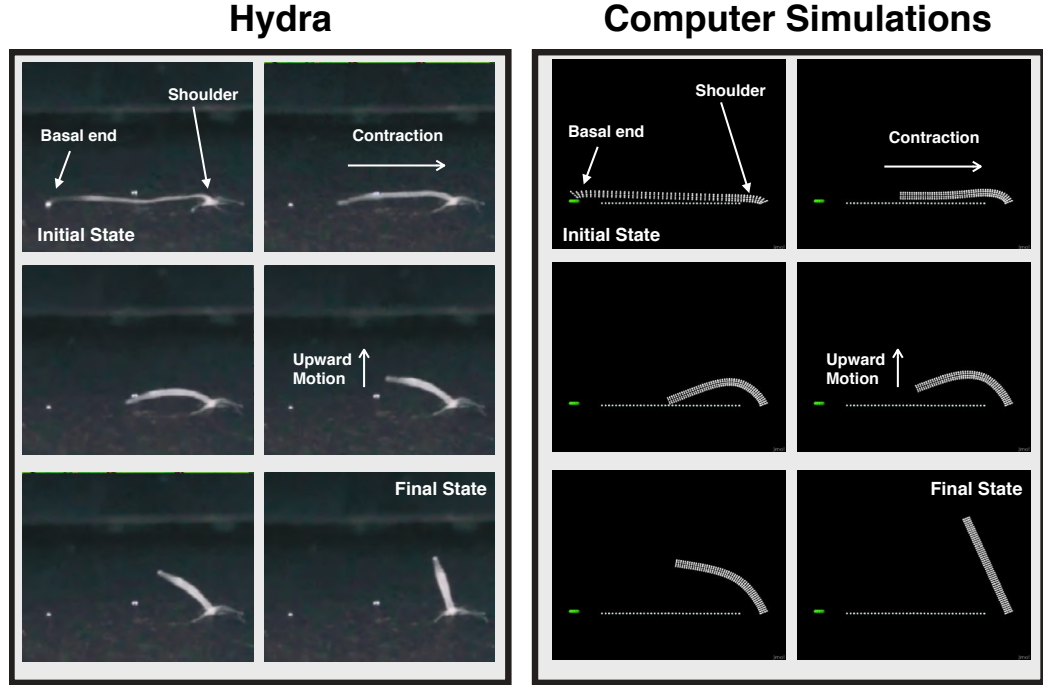 Hydra
Computer Simulations
Shoulder
Basal end
Initial State
Contraction
Upward
Motion
Final State
Shoulder
Basal end
Initial State
Contraction
Upward
Motion
Final State